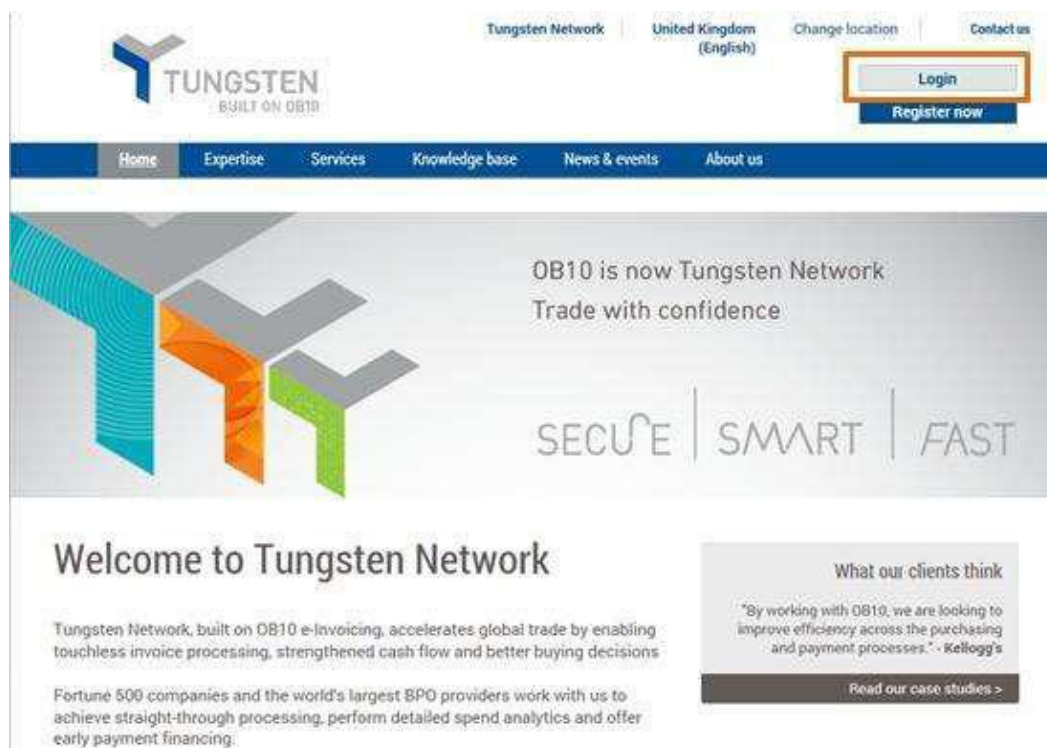 Tungsten Network
United Kingdom
(English)
Change location
Contact us
TUNGSTEN
BUILT ON OB10
Login
Register now
Home
Expertise
Services
Knowledge base
News & events
About us
OB10 is now Tungsten Network
Trade with confidence
SECURE | SMART | FAST
Welcome to Tungsten Network
Tungsten Network, built on OB10 e-Invoicing, accelerates global trade by enabling
touchless invoice processing, strengthened cash flow and better buying decisions
Fortune 500 companies and the world's largest BPO providers work with us to
achieve straight-through processing, perform detailed spend analytics and offer
early payment financing.
What our clients think
"By working with OB10, we are looking to
improve efficiency across the purchasing
and payment processes." - Kellogg's
Read our case studies >